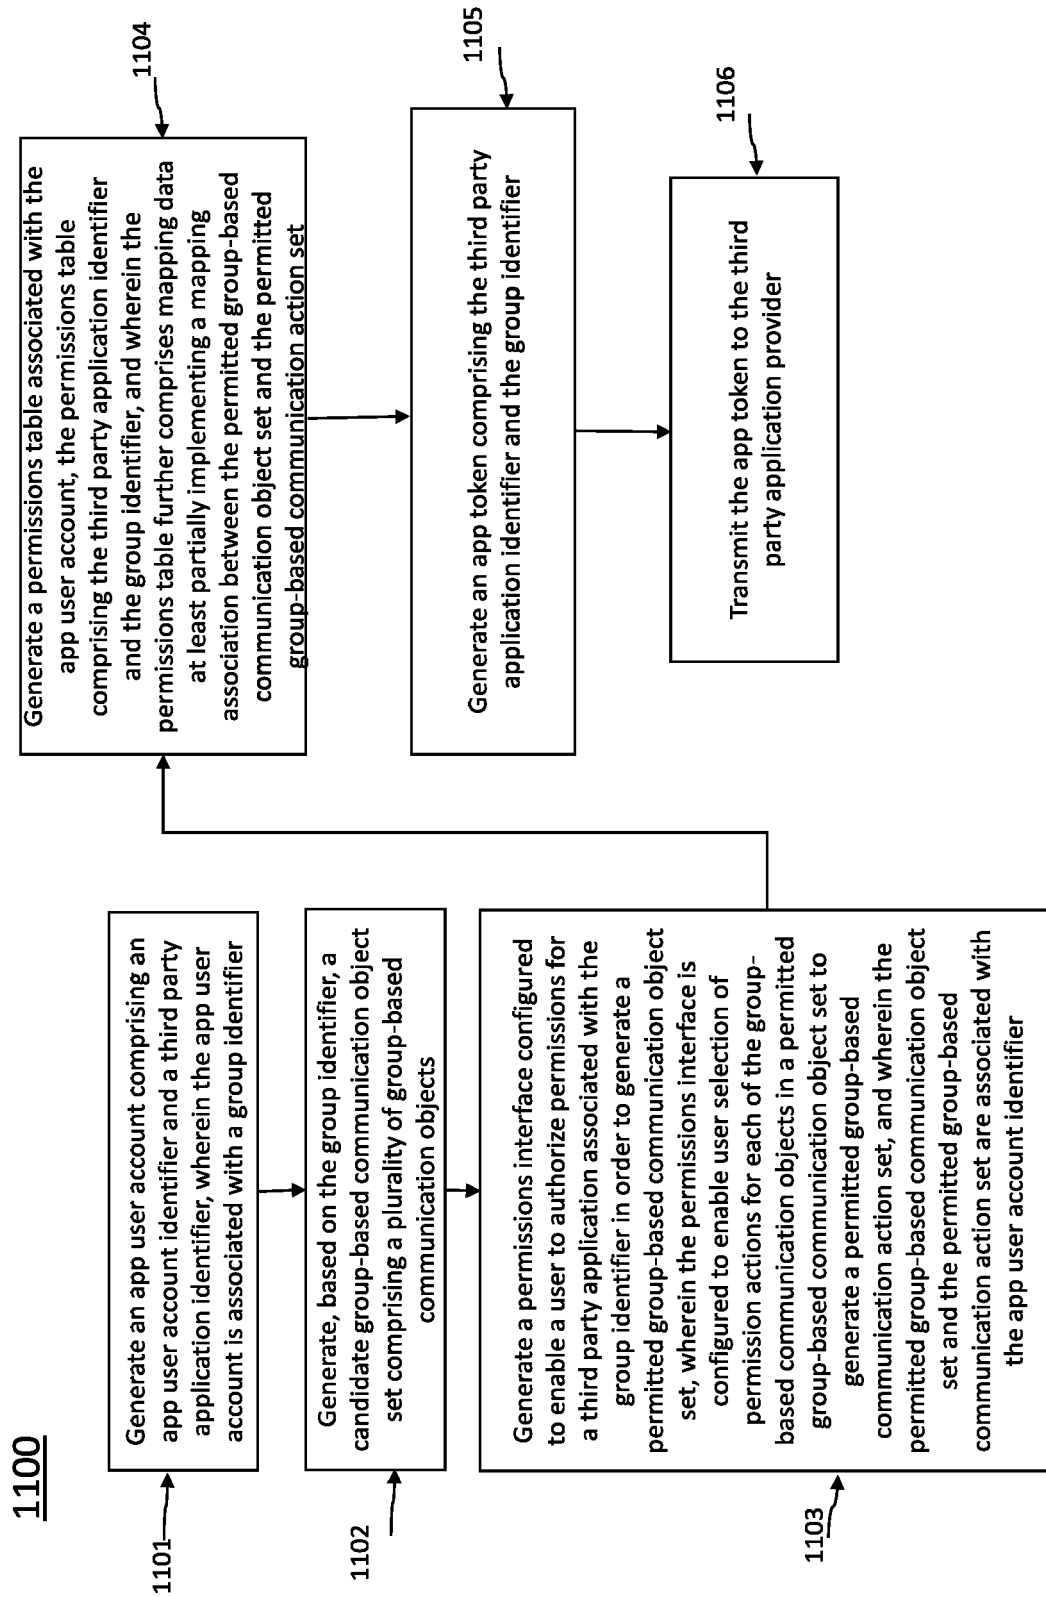 1100
1101
Generate an app user account comprising an
app user account identifier and a third party
application identifier, wherein the app user
account is associated with a group identifier
1102
Generate, based on the group identifier, a
candidate group-based communication object
set comprising a plurality of group-based
communication objects
1103
Generate a permissions interface configured
to enable a user to authorize permissions for
a third party application associated with the
group identifier in order to generate a
permitted group-based communication object
set, wherein the permissions interface is
configured to enable user selection of
permission actions for each of the group-
based communication objects in a permitted
group-based communication object set to
generate a permitted group-based
communication action set, and wherein the
permitted group-based communication object
set and the permitted group-based
communication action set are associated with
the app user account identifier
1104
Generate a permissions table associated with the
app user account, the permissions table
comprising the third party application identifier
and the group identifier, and wherein the
permissions table further comprises mapping data
at least partially implementing a mapping
association between the permitted group-based
communication object set and the permitted
group-based communication action set
1105
Generate an app token comprising the third party
application identifier and the group identifier
1106
Transmit the app token to the third
party application provider